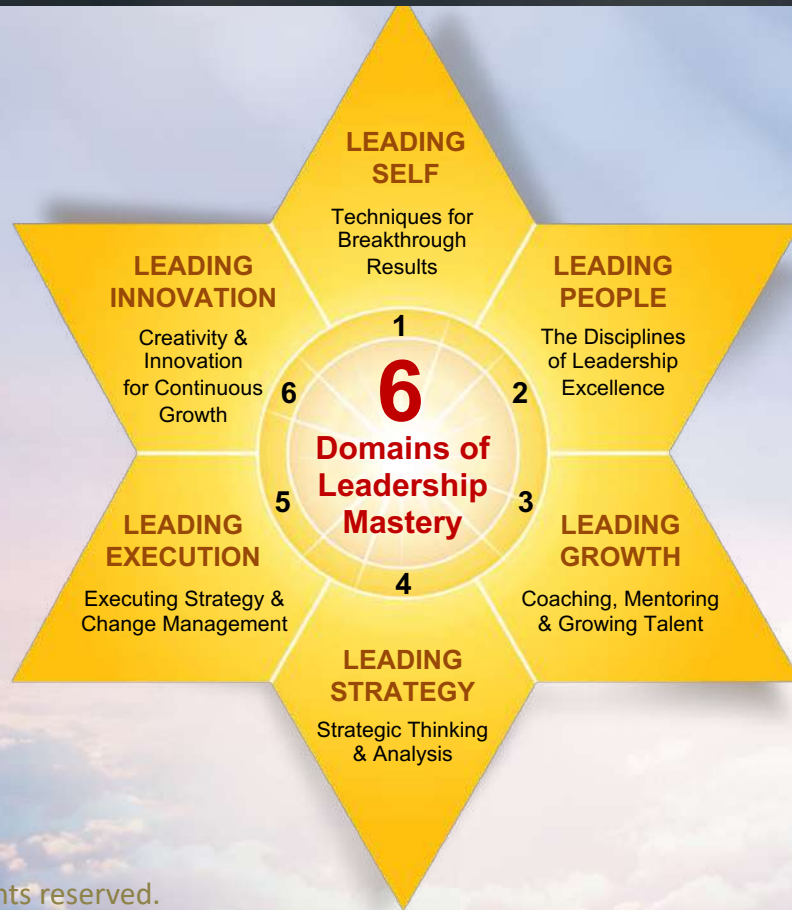 LEADING
SELF
Techniques for
Breakthrough
Results
1
LEADING
PEOPLE
The Disciplines
of Leadership
Excellence
2
LEADING
GROWTH
Coaching, Mentoring
& Growing Talent
3
LEADING
STRATEGY
Strategic Thinking
& Analysis
4
LEADING
EXECUTION
Executing Strategy &
Change Management
5
LEADING
INNOVATION
Creativity &
Innovation
for Continuous
Growth
6
6
Domains of
Leadership
Mastery
reserved.